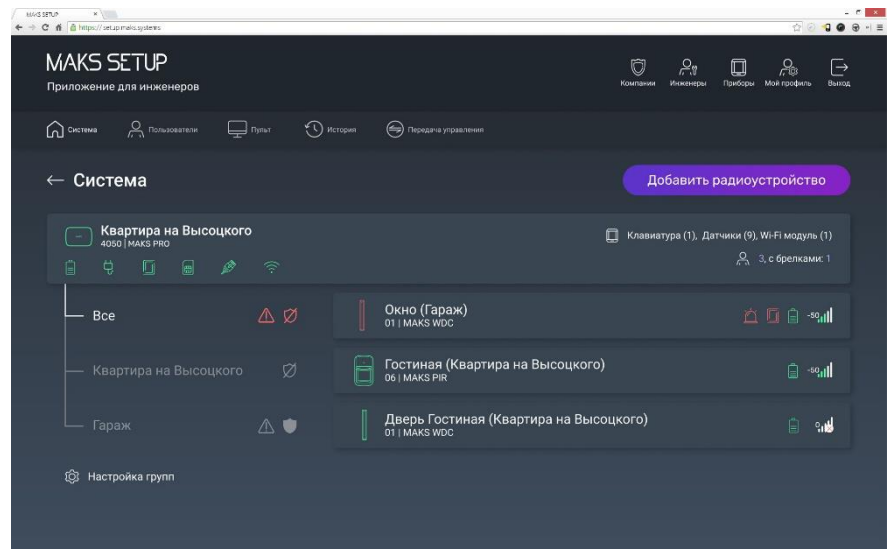 MAKS SETUP
https://setup.maks.systems
MAKS SETUP
Приложение для инженеров
Компании
Инженеры
Приборы
Мой профиль
Выход
Система
Пользователи
Пульт
История
Передача управления
← Система
Добавить радиоустройство
Квартира на Высоцкого
4050 | MAKS PRO
Клавиатура (1), Датчики (9), Wi-Fi модуль (1)
3, с брелками: 1
Все
Окно (Гараж)
01 | MAKS WDC
-50
Квартира на Высоцкого
Гостиная (Квартира на Высоцкого)
06 | MAKS PIR
-50
Гараж
Дверь Гостиная (Квартира на Высоцкого)
01 | MAKS WDC
0
Настройка групп